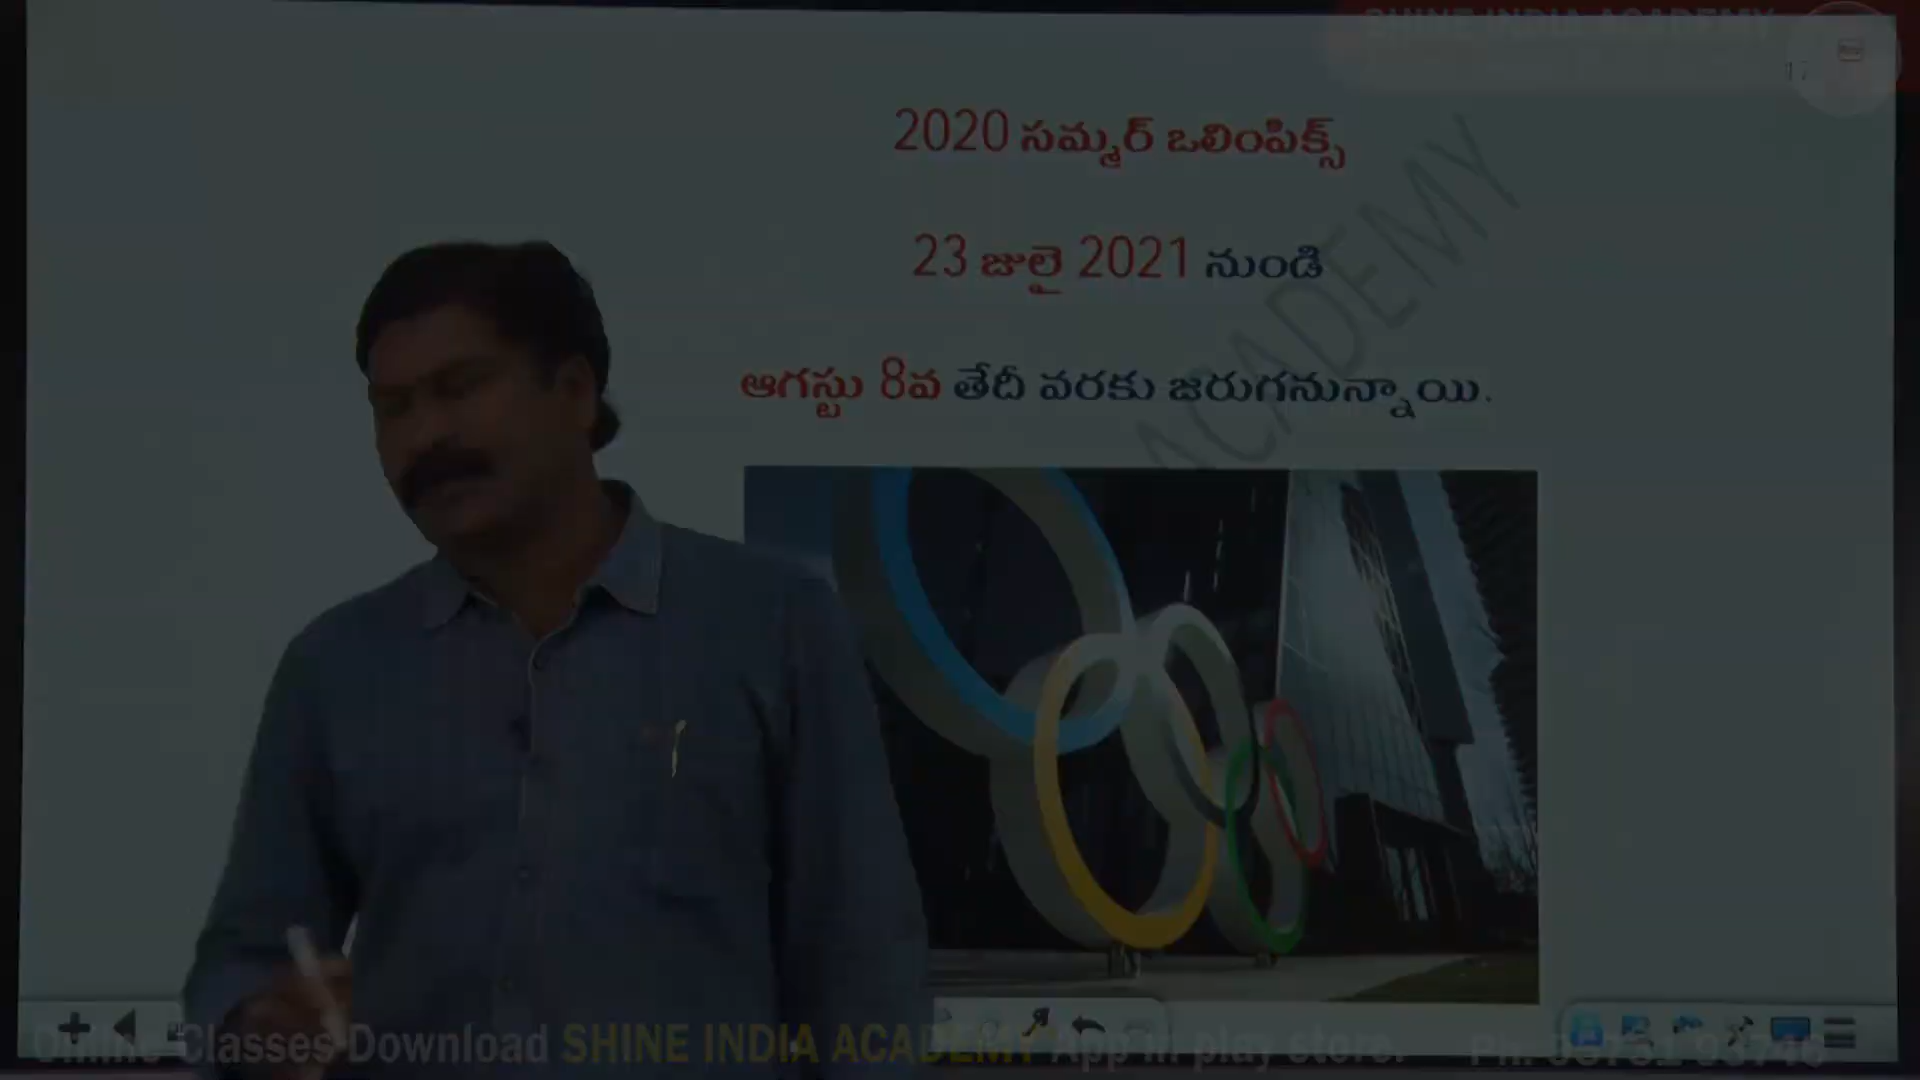 SHINE INDIA ACADEMY
2020 సమ్మర్ ఒలింపిక్స్
23 జులై 2021 నుండి
ఆగస్టు 8వ తేదీ వరకు జరుగనున్నాయి.
ACADEMY
Online Classes Download SHINE INDIA ACADEMY App in play store.